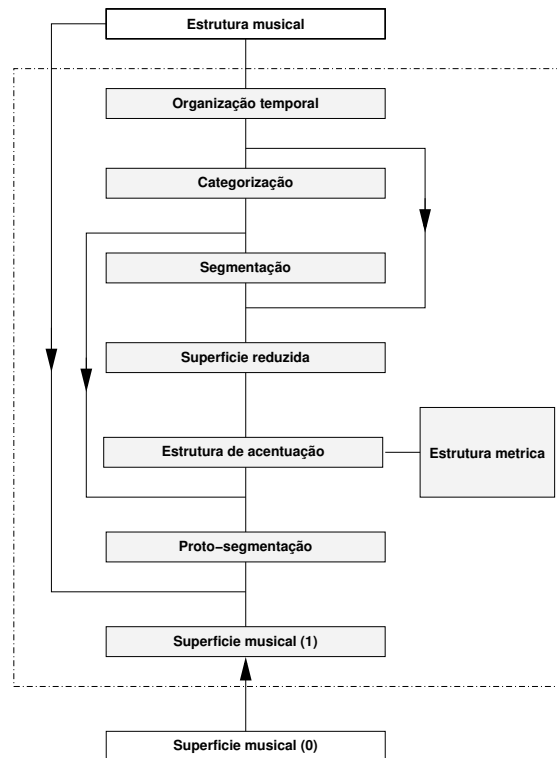 Estrutura musical
Organização temporal
Categorização
Segmentação
Superficie reduzida
Estrutura de acentuação
Estrutura metrica
Proto−segmentação
Superficie musical (1)
Superficie musical (0)